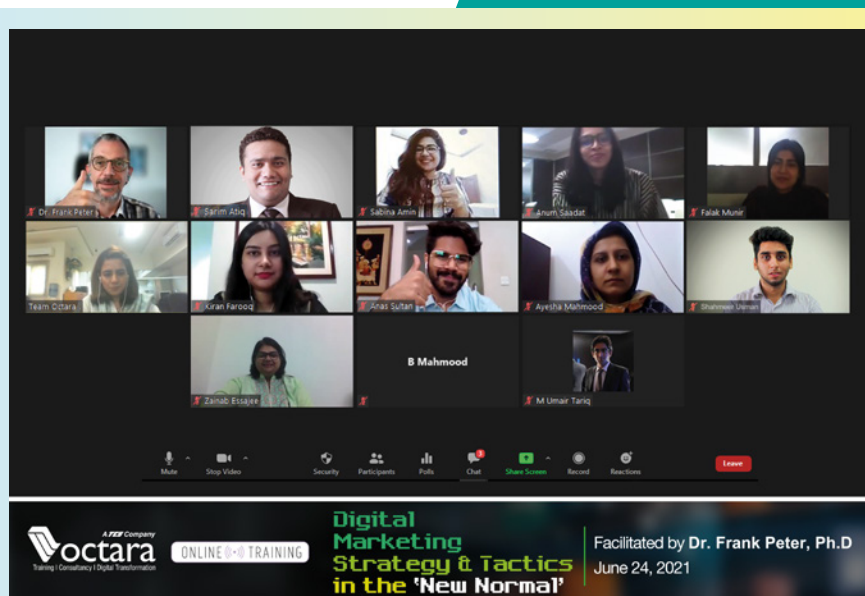 Dr. Frank Peter
Sarim Atiq
Sabina Amin
Anum Saadat
Falak Munir
Team Octara
Kiran Farooq
Anas Sultan
Ayesha Mahmood
Shahmeer Usman
Zainab Essajee
B Mahmood
M Umair Tariq
Mute
Stop Video
Security
Participants
Polls
3
Chat
Share Screen
Record
Reactions
Leave
A TCS Company
octara
Training | Consultancy | Digital Transformation
ONLINE TRAINING
Digital
Marketing
Strategy & Tactics
in the 'New Normal'
Facilitated by Dr. Frank Peter, Ph.D
June 24, 2021